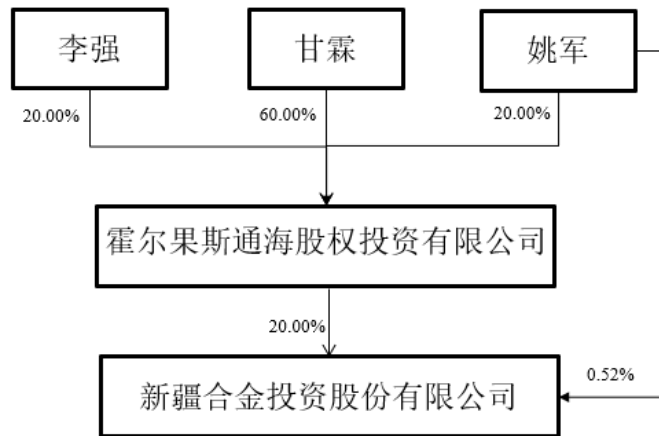 李强
甘霖
姚军
20.00%
60.00%
20.00%
霍尔果斯通海股权投资有限公司
20.00%
0.52%
新疆合金投资股份有限公司